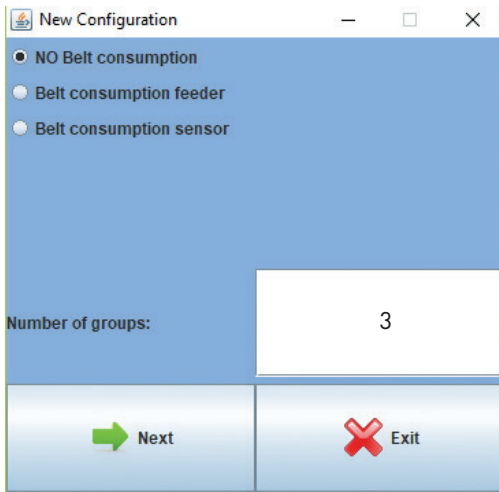 New Configuration
NO Belt consumption
Belt consumption feeder
Belt consumption sensor
Number of groups: 3
Next Exit